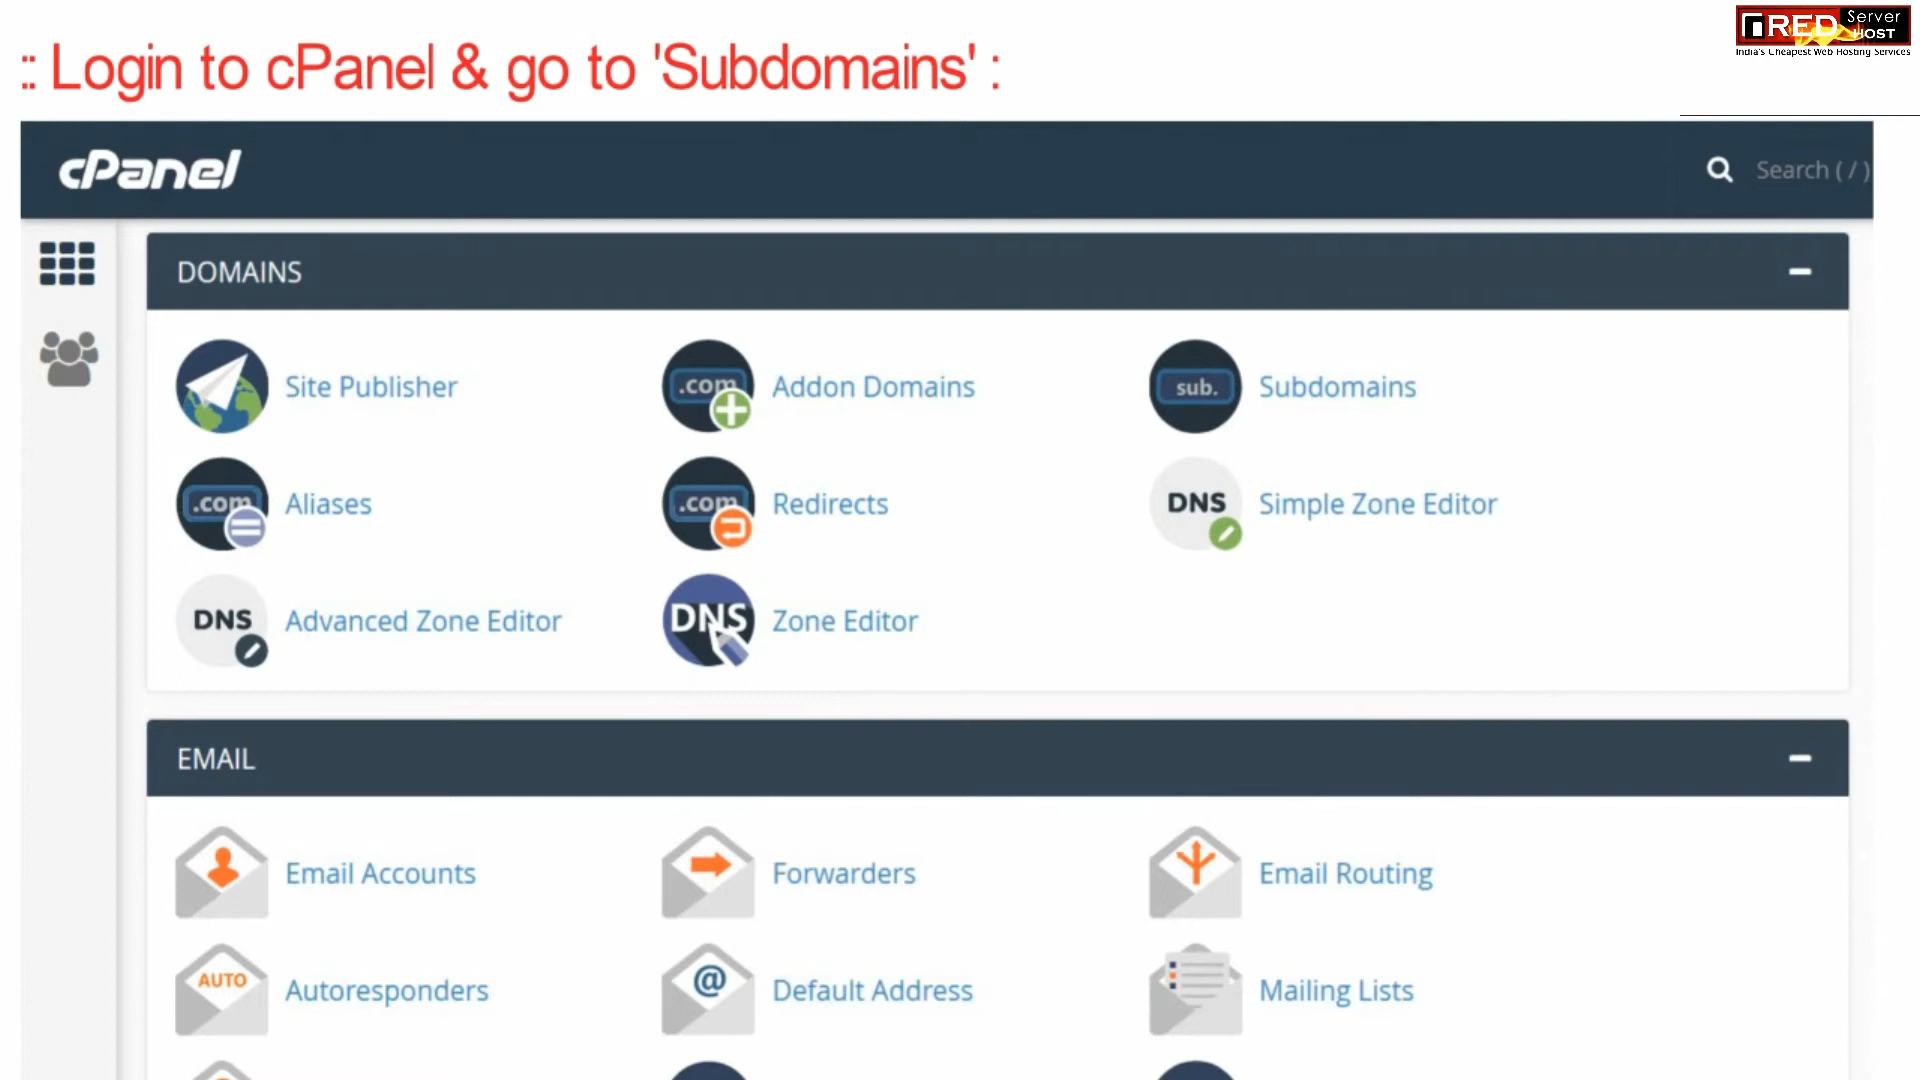 :: Login to cPanel & go to 'Subdomains' :
RED Server HOST
India's Cheapest Web Hosting Services
cPanel
Search ( / )
DOMAINS
Site Publisher
.com
Addon Domains
sub.
Subdomains
.com
Aliases
.com
Redirects
DNS
Simple Zone Editor
DNS
Advanced Zone Editor
DNS
Zone Editor
EMAIL
Email Accounts
Forwarders
Email Routing
AUTO
Autoresponders
@
Default Address
Mailing Lists